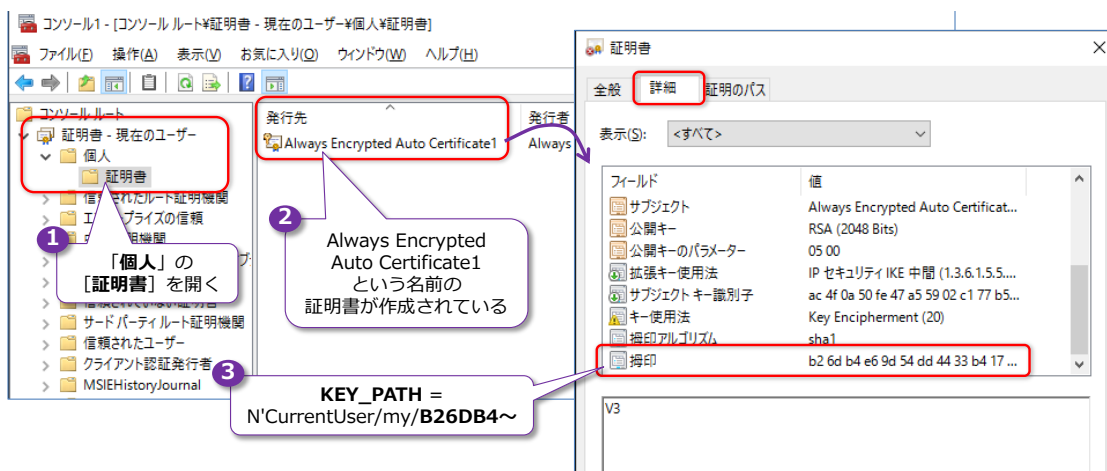 コンソール1 - [コンソール ルート¥証明書 - 現在のユーザー¥個人¥証明書]
ファイル(F) 操作(A) 表示(V) お気に入り(O) ウインドウ(W) ヘルプ(H)
コンソール ルート
証明書 - 現在のユーザー
個人
証明書
信頼されたルート証明機関
の信頼
サード パーティ ルート証明機関
信頼されたユーザー
クライアント認証発行者
MSIEHistoryJournal
発行先
発行者
Always Encrypted Auto Certificate1
Always
1
「個人」の
[証明書] を開く
2
Always Encrypted
Auto Certificate1
という名前の
証明書が作成されている
3
KEY_PATH =
N'CurrentUser/my/B26DB4～
証明書
全般 詳細 証明のパス
表示(S): <すべて>
フィールド 値
サブジェクト Always Encrypted Auto Certificat...
公開キー RSA (2048 Bits)
公開キーのパラメーター 05 00
拡張キー使用法 IP セキュリティ IKE 中間 (1.3.6.1.5.5....
サブジェクト キー識別子 ac 4f 0a 50 fe 47 a5 59 02 c1 77 b5...
キー使用法 Key Encipherment (20)
拇印アルゴリズム sha1
拇印 b2 6d b4 e6 9d 54 dd 44 33 b4 17 ...
V3